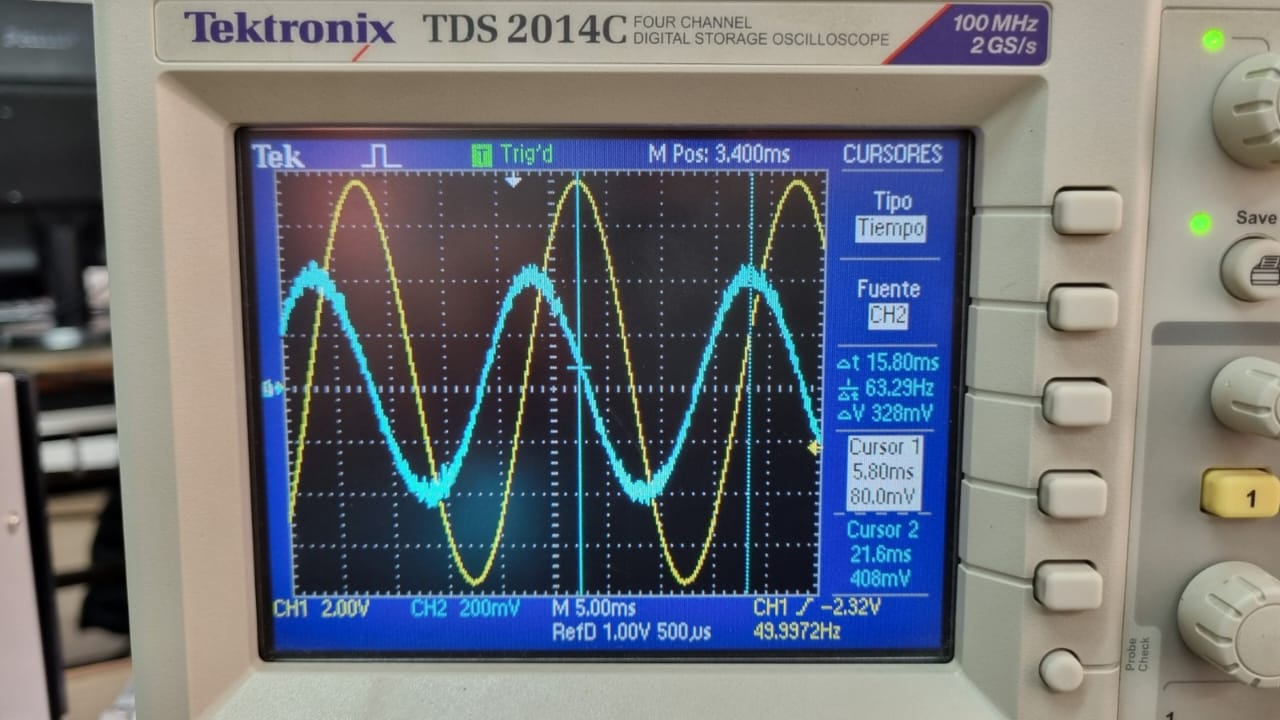 Tektronix TDS 2014C FOUR CHANNEL DIGITAL STORAGE OSCILLOSCOPE
100 MHz
2 GS/s
Tek T Trig'd M Pos: 3.400ms CURSORES
Tipo
Tiempo
Fuente
CH2
Δt 15.80ms
1/Δt 63.29Hz
ΔV 328mV
Cursor 1
5.80ms
80.0mV
Cursor 2
21.6ms
408mV
CH1 2.00V CH2 200mV M 5.00ms CH1 -2.32V
RefD 1.00V 500µs 49.9972Hz
Save
1
Probe
Check
1